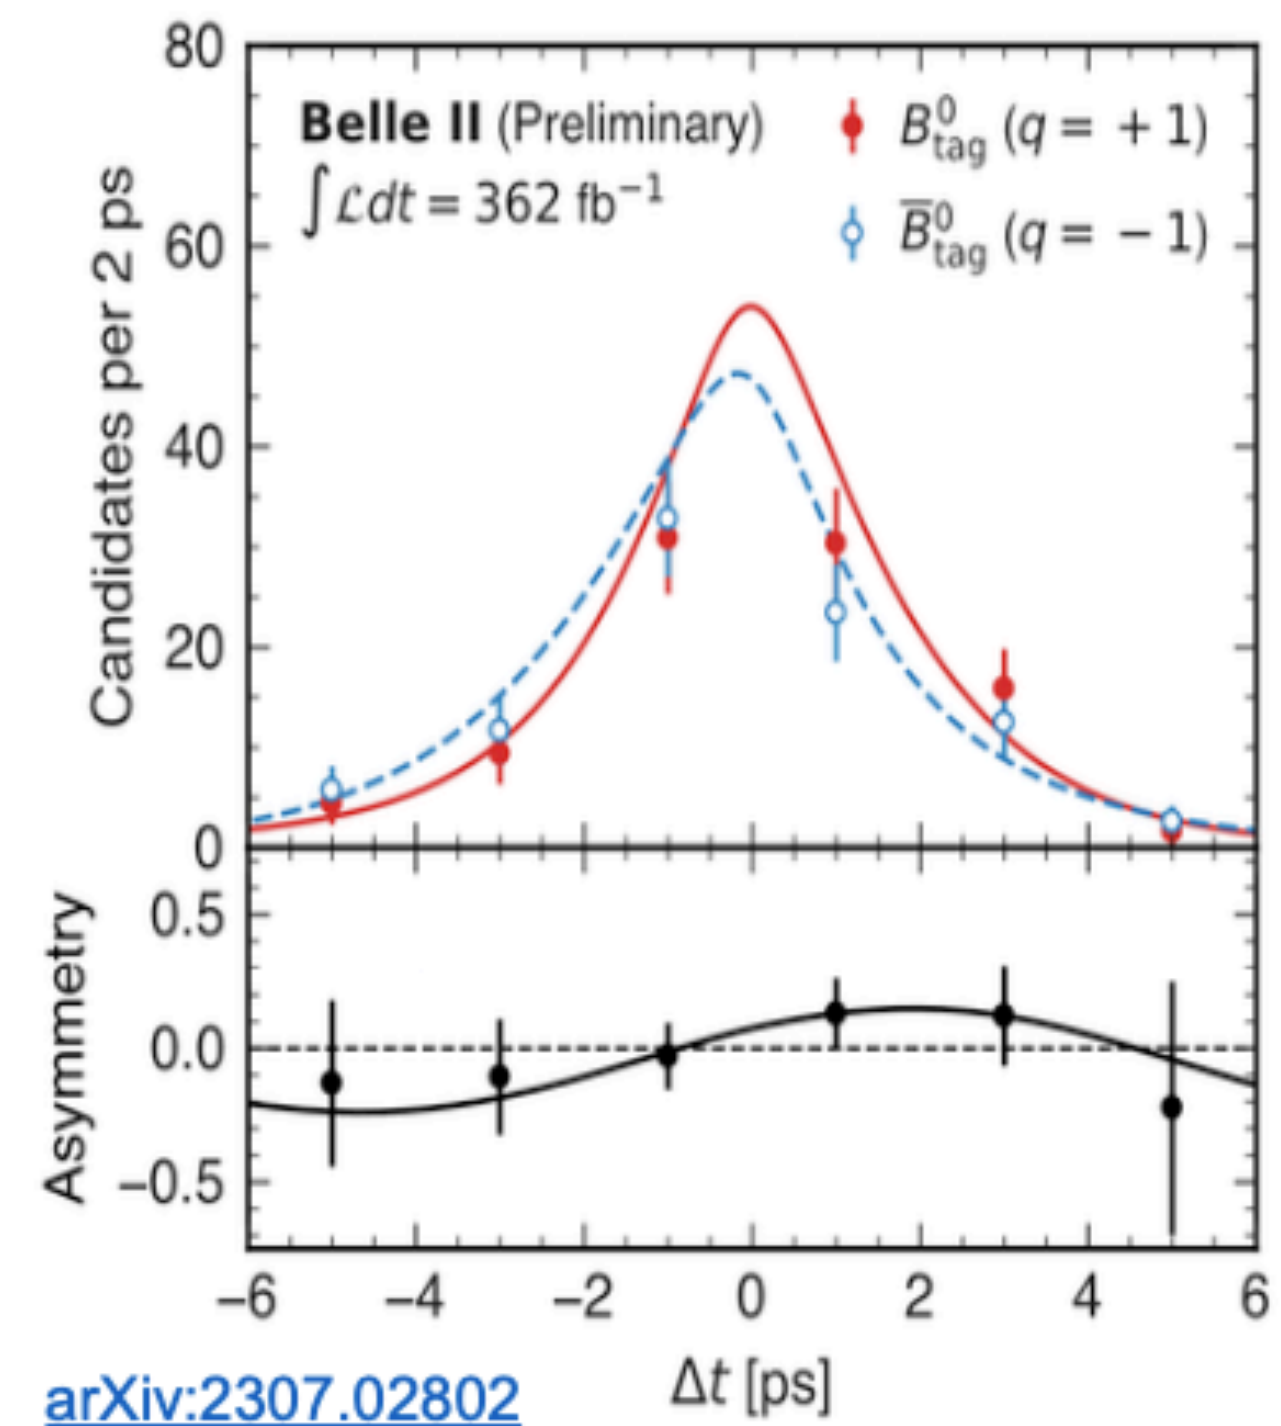 80
Belle II (Preliminary)
∫ℒdt = 362 fb⁻¹
B⁰tag (q = + 1)
B̅⁰tag (q = − 1)
Candidates per 2 ps
60
40
20
0
Asymmetry
0.5
0.0
−0.5
−6 −4 −2 0 2 4 6
Δt [ps]
arXiv:2307.02802